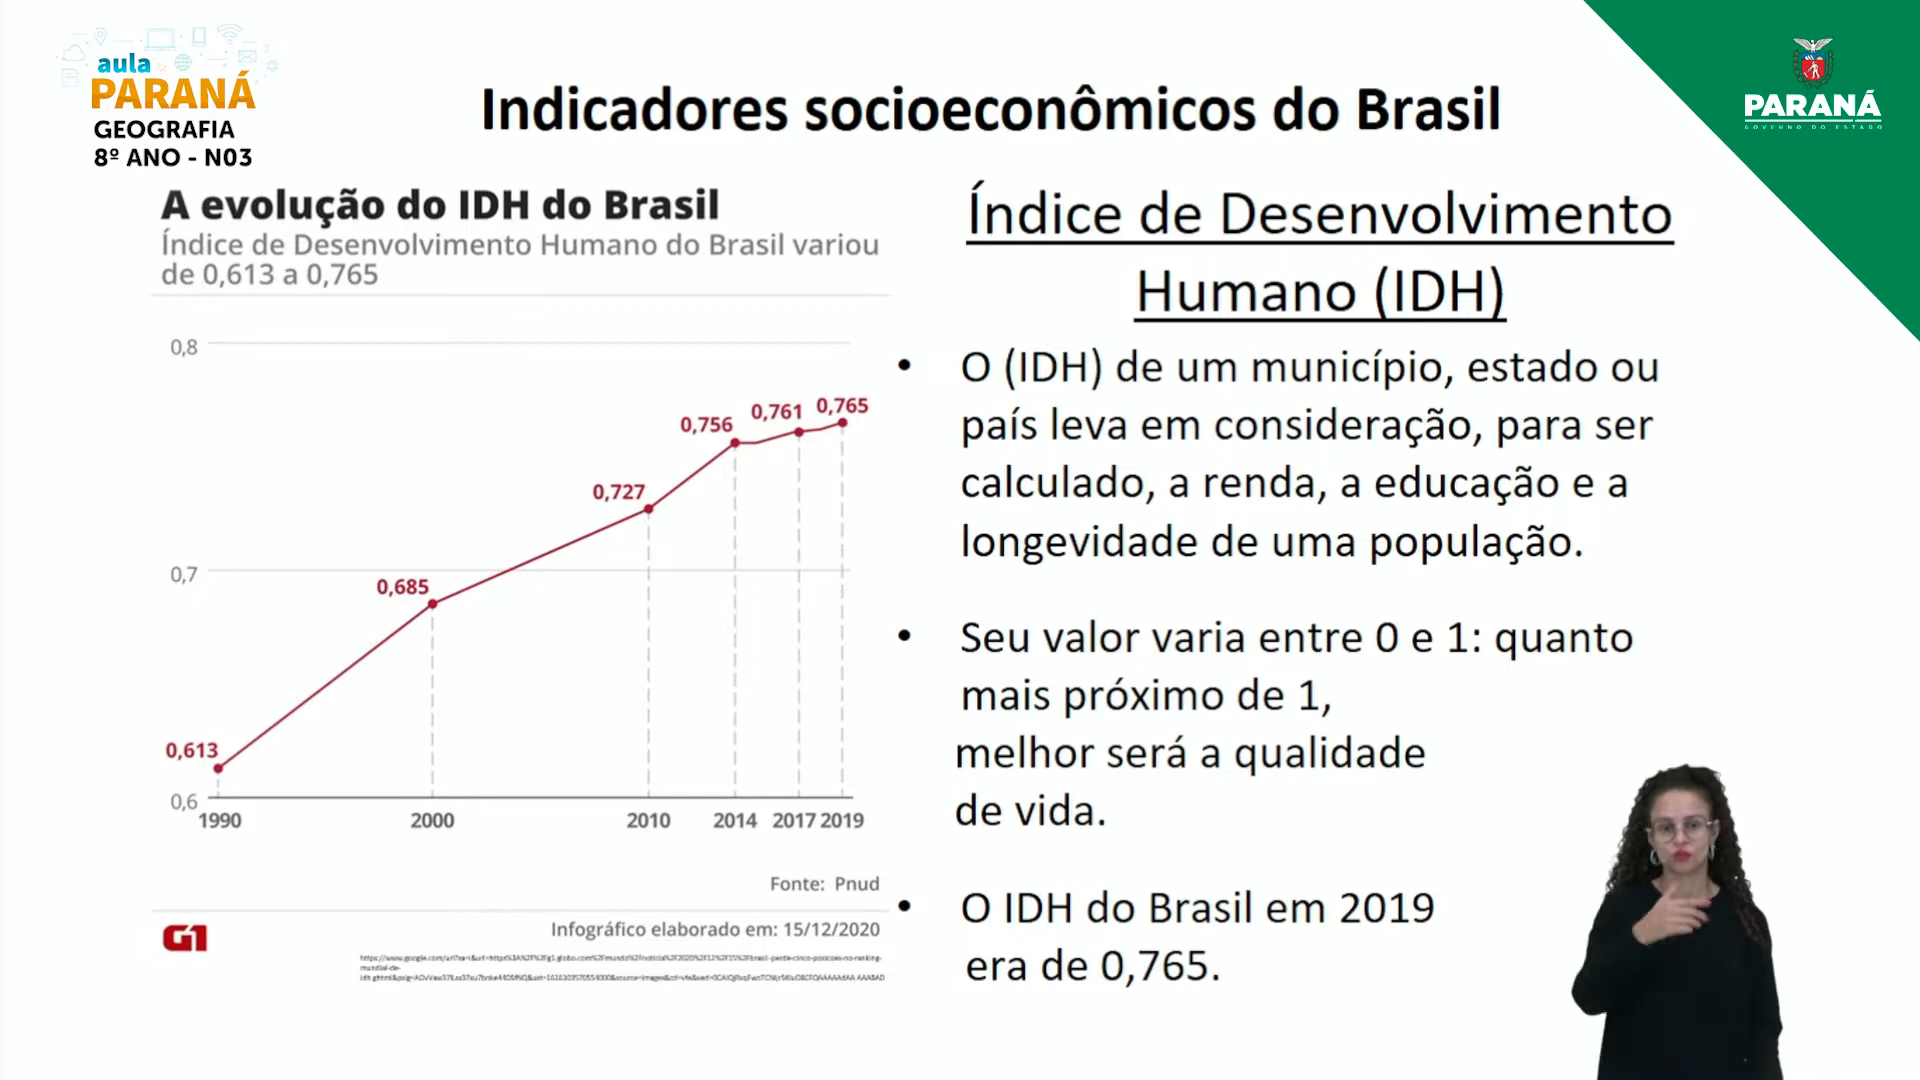 aula
PARANÁ
GEOGRAFIA
8º ANO - N03
PARANÁ
GOVERNO DO ESTADO
Indicadores socioeconômicos do Brasil
A evolução do IDH do Brasil
Índice de Desenvolvimento Humano do Brasil variou
de 0,613 a 0,765
0,8
0,7
0,6
0,613
0,685
0,727
0,756
0,761
0,765
1990
2000
2010
2014
2017
2019
Fonte: Pnud
G1
Infográfico elaborado em: 15/12/2020
Índice de Desenvolvimento
Humano (IDH)
• O (IDH) de um município, estado ou
país leva em consideração, para ser
calculado, a renda, a educação e a
longevidade de uma população.
• Seu valor varia entre 0 e 1: quanto
mais próximo de 1,
melhor será a qualidade
de vida.
• O IDH do Brasil em 2019
era de 0,765.